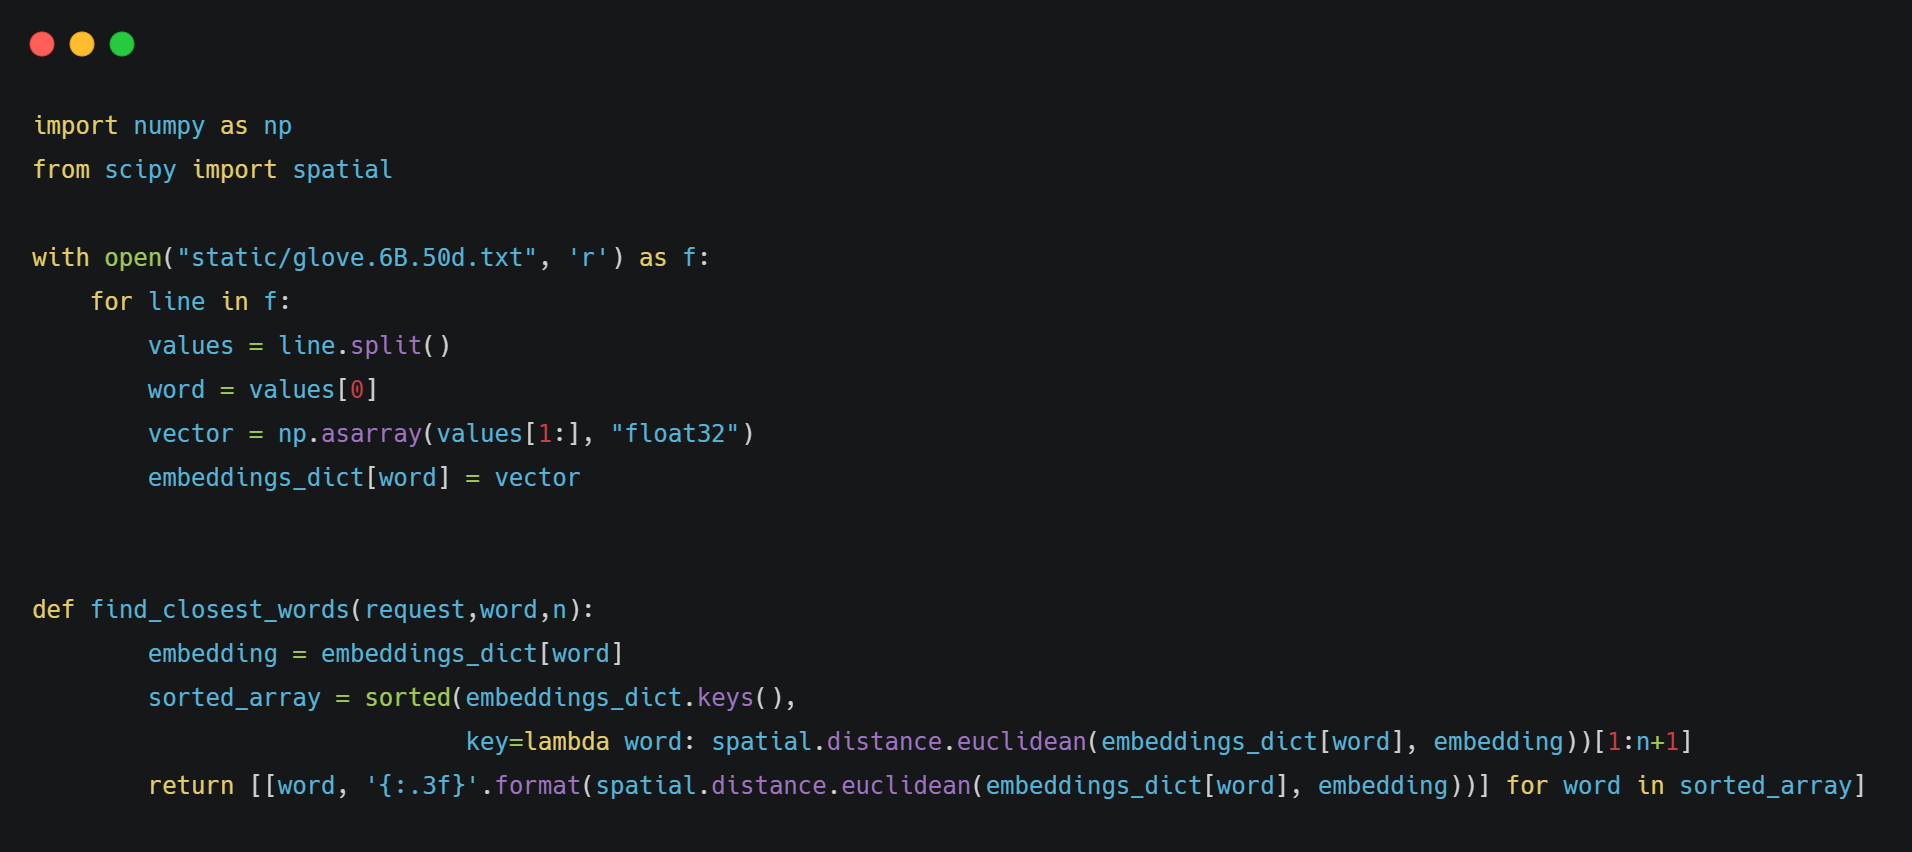 import numpy as np
from scipy import spatial

with open("static/glove.6B.50d.txt", 'r') as f:
    for line in f:
        values = line.split()
        word = values[0]
        vector = np.asarray(values[1:], "float32")
        embeddings_dict[word] = vector


def find_closest_words(request,word,n):
        embedding = embeddings_dict[word]
        sorted_array = sorted(embeddings_dict.keys(),
                              key=lambda word: spatial.distance.euclidean(embeddings_dict[word], embedding))[1:n+1]
        return [[word, '{:.3f}'.format(spatial.distance.euclidean(embeddings_dict[word], embedding))] for word in sorted_array]